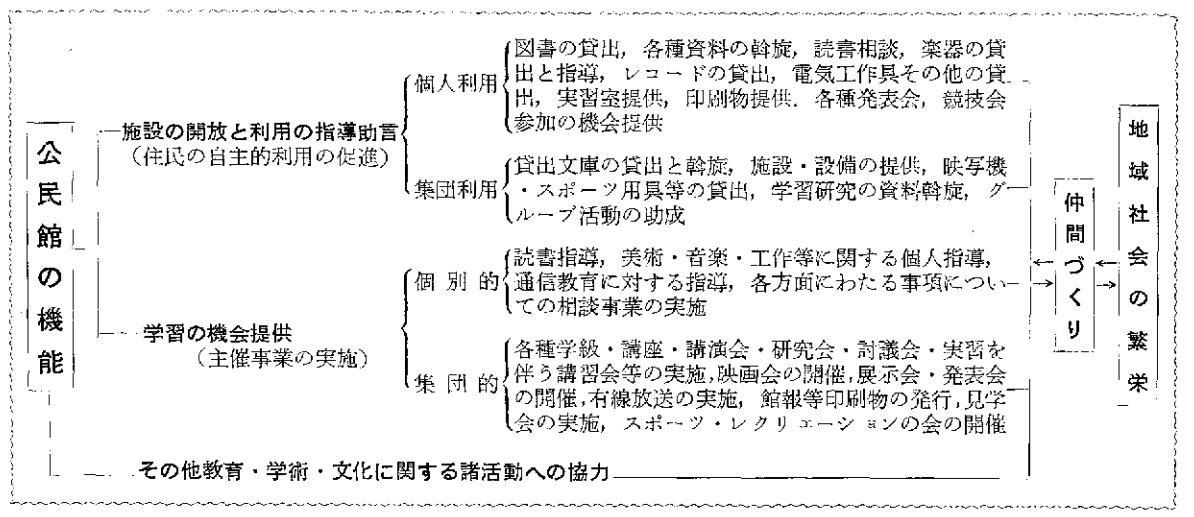 公民館の機能
施設の開放と利用の指導助言
（住民の自主的利用の促進）
個人利用
図書の貸出，各種資料の斡旋，読書相談，楽器の貸
出と指導，レコードの貸出，電気工作具その他の貸
出，実習室提供，印刷物提供．各種発表会，競技会
参加の機会提供
集団利用
貸出文庫の貸出と斡旋，施設・設備の提供，映写機
・スポーツ用具等の貸出，学習研究の資料斡旋，グ
ループ活動の助成
学習の機会提供
（主催事業の実施）
個別的
読書指導，美術・音楽・工作等に関する個人指導，
通信教育に対する指導，各方面にわたる事項につい
ての相談事業の実施
集団的
各種学級・講座・講演会・研究会・討議会・実習を
伴う講習会等の実施，映画会の開催，展示会・発表会
の開催，有線放送の実施，館報等印刷物の発行，見学
会の実施，スポーツ・レクリエーションの会の開催
その他教育・学術・文化に関する諸活動への協力
仲間づくり
地域社会の繁栄